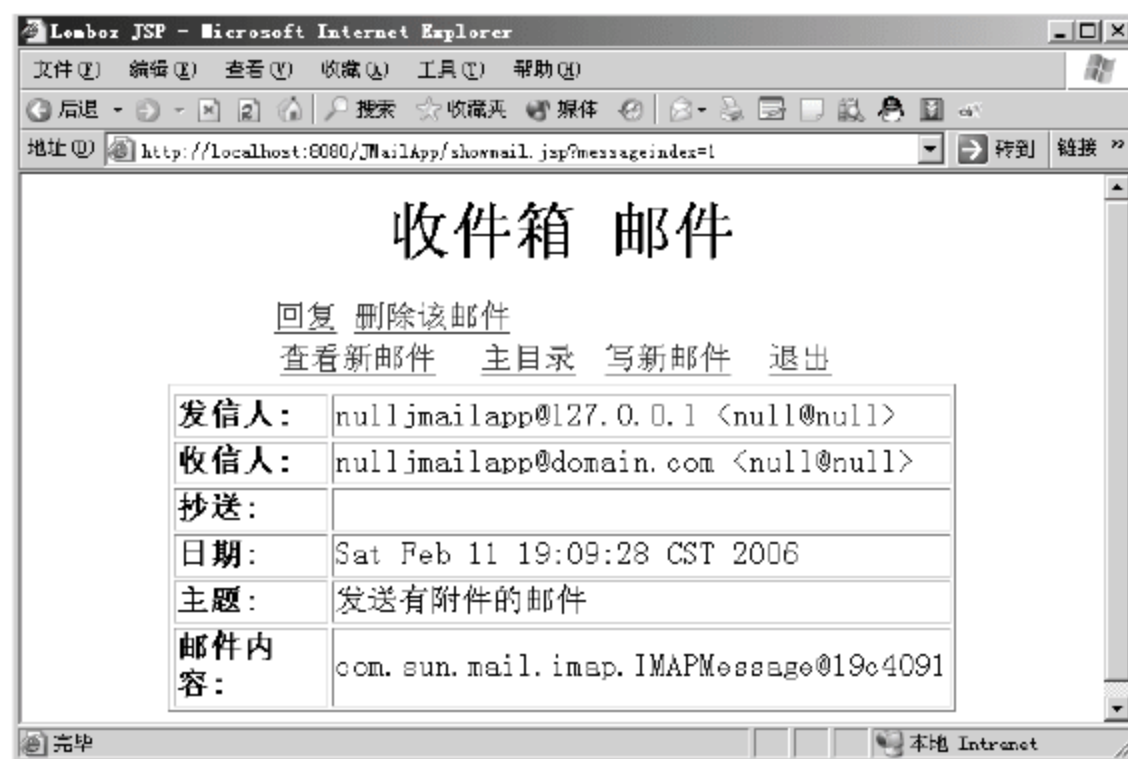 Lomboz JSP - Microsoft Internet Explorer
文件(F) 编辑(E) 查看(V) 收藏(A) 工具(T) 帮助(H)
后退 搜索 收藏夹 媒体
地址(D) http://localhost:8080/JMailApp/showmail.jsp?messageindex=1 转到 链接 »
收件箱 邮件
回复 删除该邮件
查看新邮件 主目录 写新邮件 退出
发信人: nulljmailapp@127.0.0.1 <null@null>
收信人: nulljmailapp@domain.com <null@null>
抄送:
日期: Sat Feb 11 19:09:28 CST 2006
主题: 发送有附件的邮件
邮件内
容: com.sun.mail.imap.IMAPMessage@19c4091
完毕 本地 Intranet